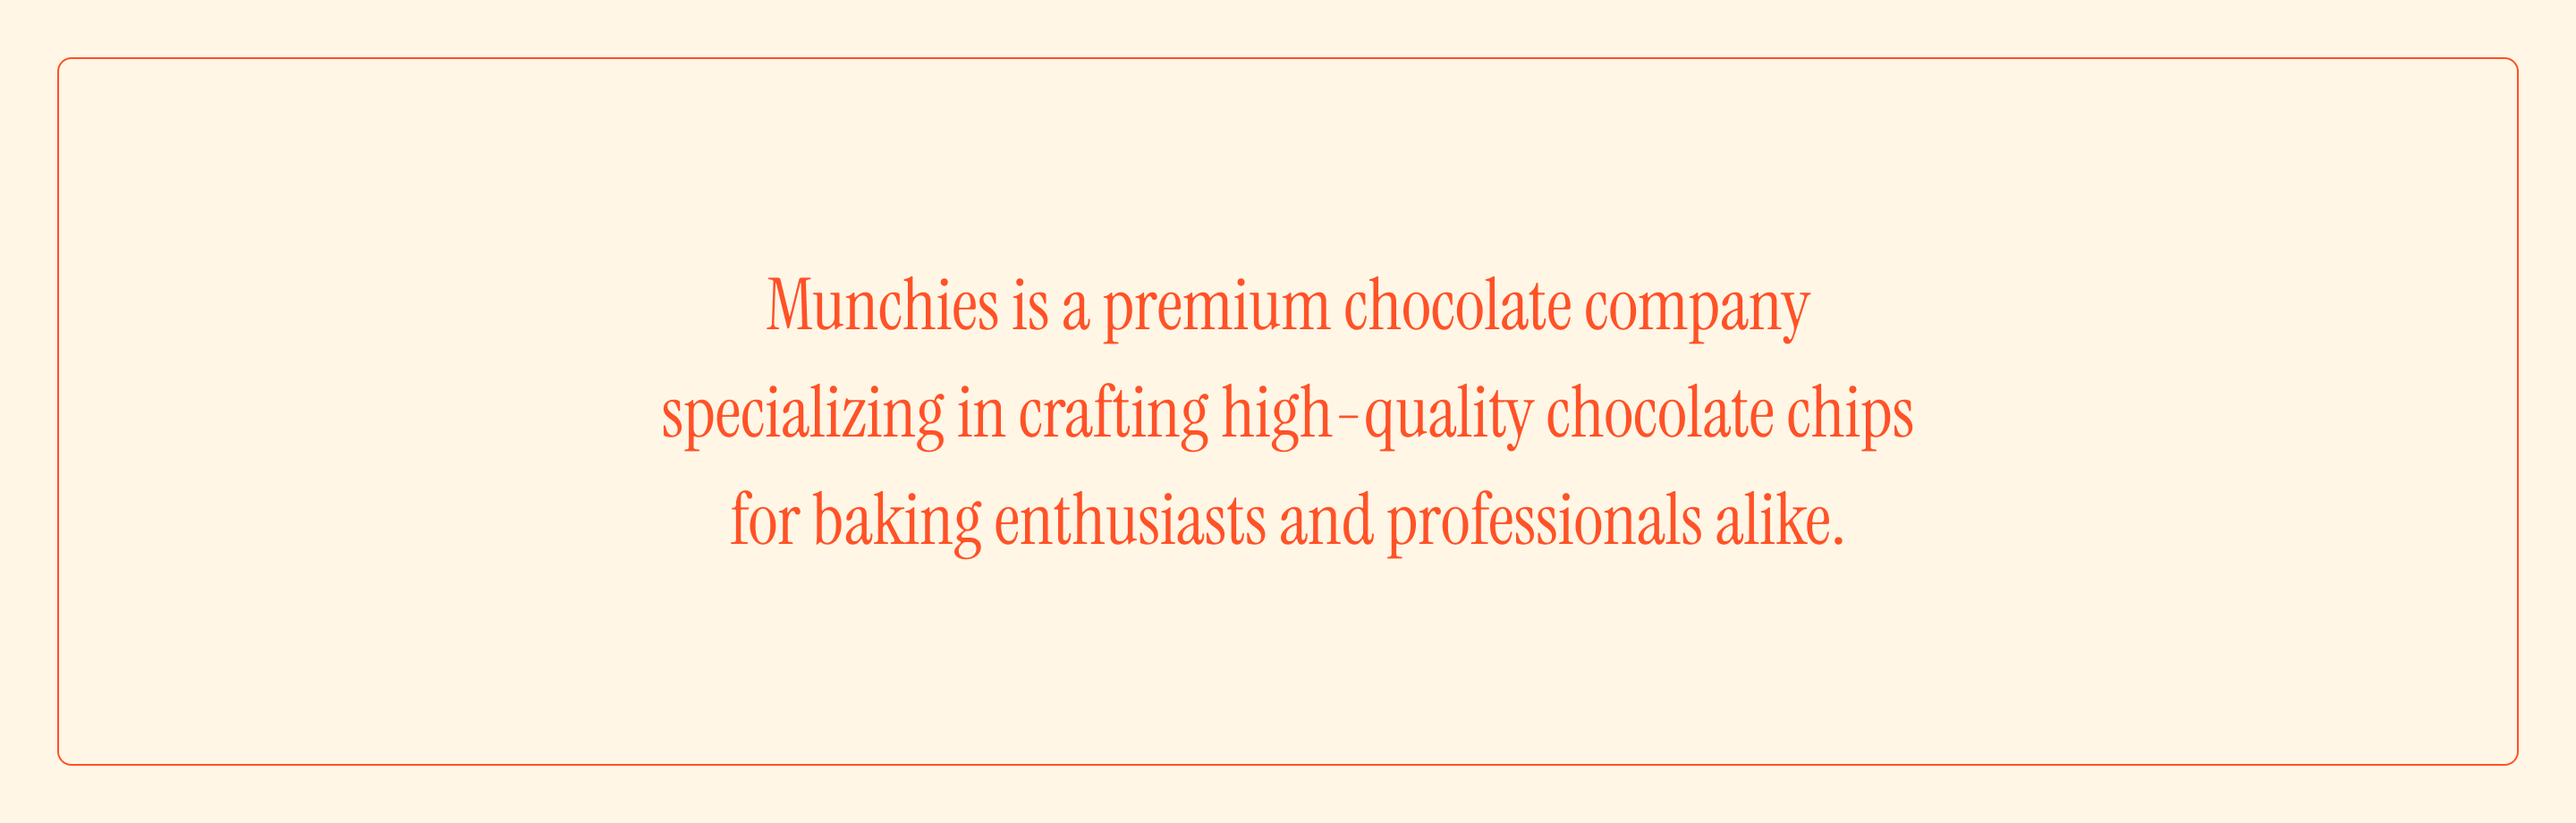 Munchies is a premium chocolate company
specializing in crafting high-quality chocolate chips
for baking enthusiasts and professionals alike.